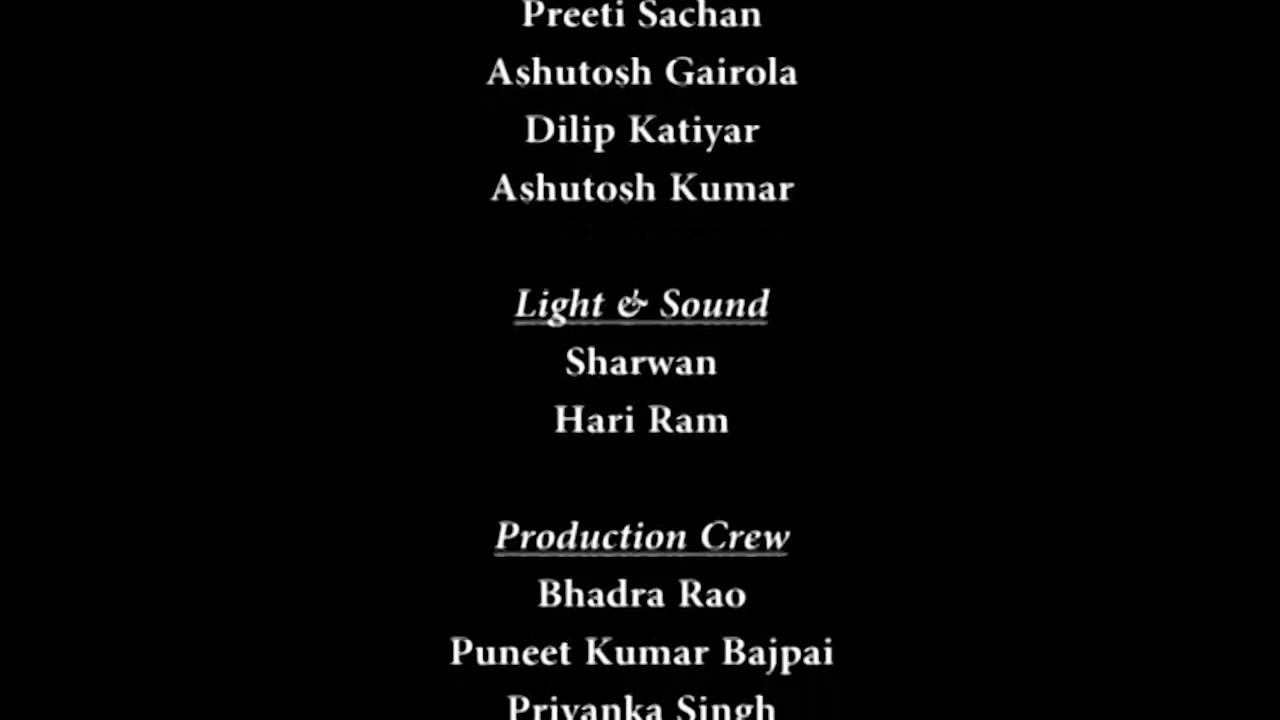 Preeti Sachan
Ashutosh Gairola
Dilip Katiyar
Ashutosh Kumar
Light & Sound
Sharwan
Hari Ram
Production Crew
Bhadra Rao
Puneet Kumar Bajpai
Priyanka Singh